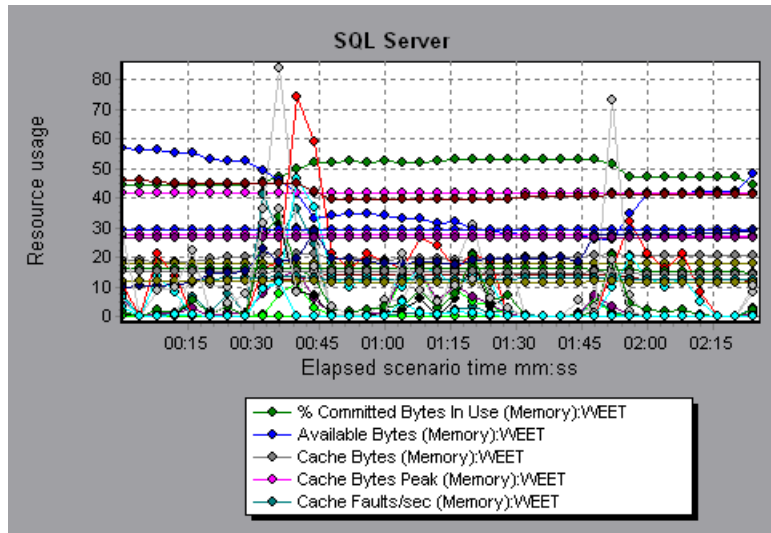 SQL Server
Resource usage
80
70
60
50
40
30
20
10
0
00:15 00:30 00:45 01:00 01:15 01:30 01:45 02:00 02:15
Elapsed scenario time mm:ss
% Committed Bytes In Use (Memory):WEET
Available Bytes (Memory):WEET
Cache Bytes (Memory):WEET
Cache Bytes Peak (Memory):WEET
Cache Faults/sec (Memory):WEET